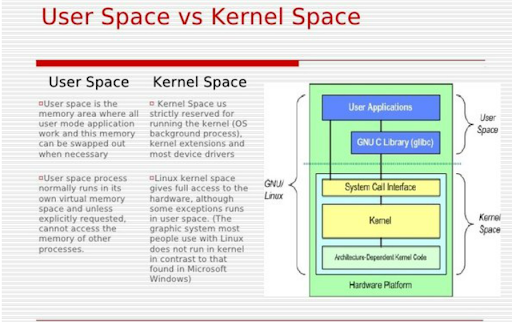 User Space vs Kernel Space
User Space
User space is the
memory area where all
user mode application
work and this memory
can be swapped out
when necessary
User space process
normally runs in its
own virtual memory
space and unless
explicitly requested,
cannot access the
memory of other
processes.
Kernel Space
Kernel Space us
strictly reserved for
running the kernel (OS
background process),
kernel extensions and
most device drivers
Linux kernel space
gives full access to the
hardware, although
some exceptions runs
in user space. (The
graphic system most
people use with Linux
does not run in kernel
in contrast to that
found in Microsoft
Windows)
GNU/
Linux
User Applications
GNU C Library (glibc)
System Call Interface
Kernel
Architecture-Dependent Kernel Code
Hardware Platform
User
Space
Kernel
Space